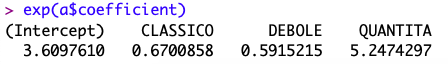 > exp(a$coefficient)
(Intercept) CLASSICO DEBOLE QUANTITA
3.6097610 0.6700858 0.5915215 5.2474297